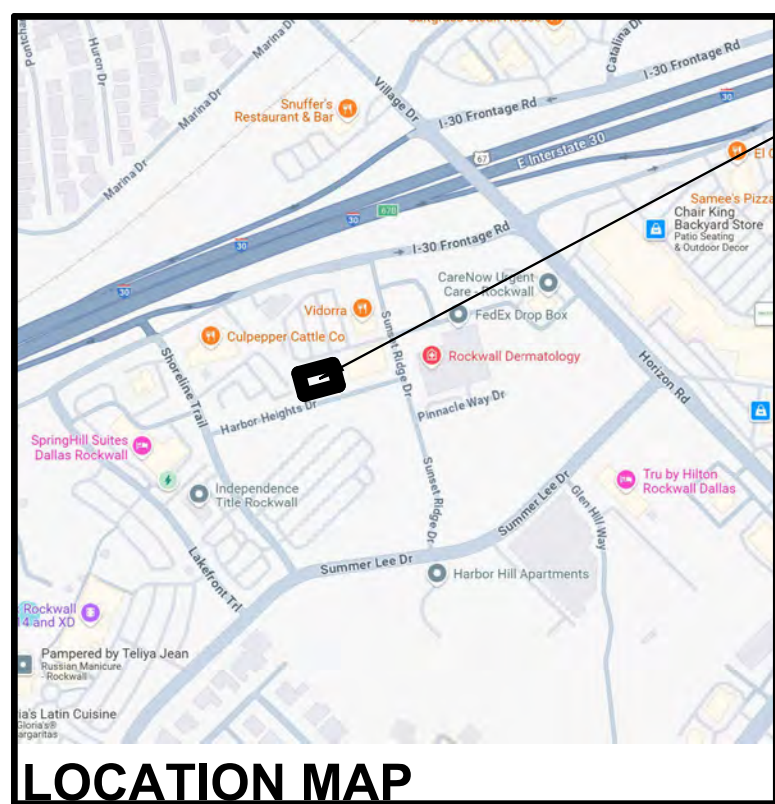 Marina Dr
Huron Dr
Marina Dr
Marina Dr
Catalina Dr
I-30 Frontage Rd
Village Dr
Snuffer's
Restaurant & Bar
I-30 Frontage Rd
30
67
E Interstate 30
El
Samee's Pizza
Chair King
Backyard Store
Patio Seating
& Outdoor Decor
30
67B
30
I-30 Frontage Rd
30
CareNow Urgent
Care - Rockwall
Vidorra
FedEx Drop Box
Culpepper Cattle Co
Sunset Ridge Dr
Rockwall Dermatology
Shoreline Trail
Horizon Rd
Harbor Heights Dr
Pinnacle Way Dr
SpringHill Suites
Dallas Rockwall
Sunset Ridge Dr
Tru by Hilton
Rockwall Dallas
Independence
Title Rockwall
Summer Lee Dr
Glen Hill Way
Lakefront Trl
Summer Lee Dr
Harbor Hill Apartments
Rockwall
14 and XD
Pampered by Teliya Jean
Russian Manicure
- Rockwall
ia's Latin Cuisine
Gloria's®
argaritas
LOCATION MAP